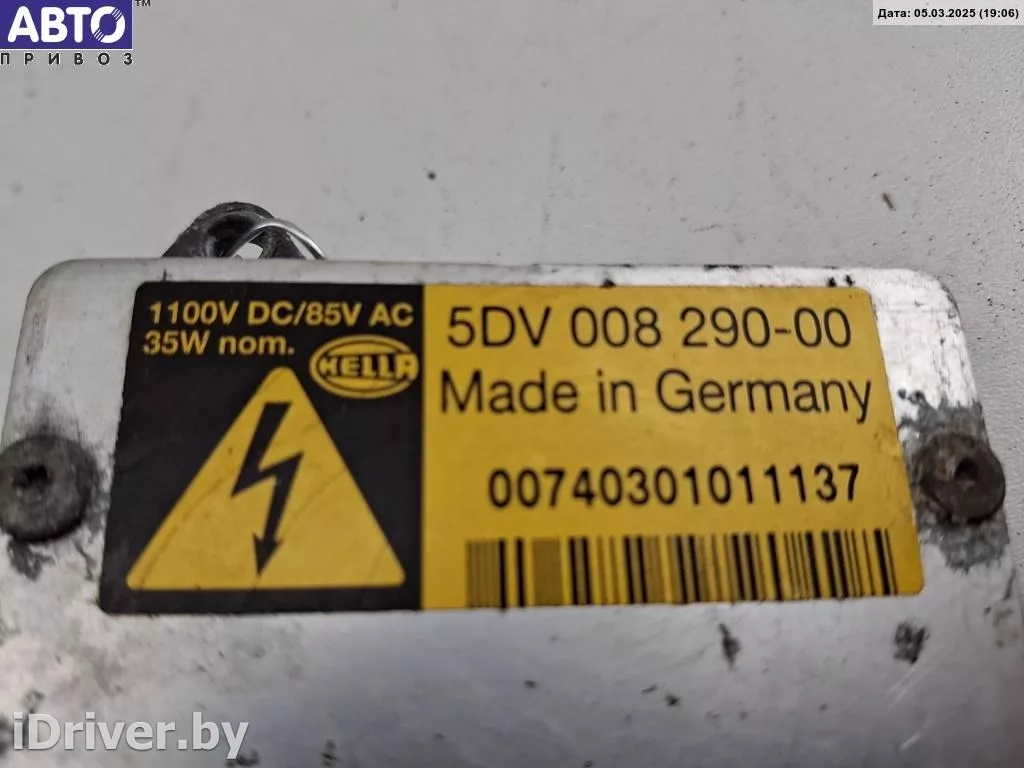 АВТО™
ПРИВОЗ
Дата: 05.03.2025 (19:06)
1100V DC/85V AC
35W nom.
HELLA
5DV 008 290-00
Made in Germany
00740301011137
iDriver.by